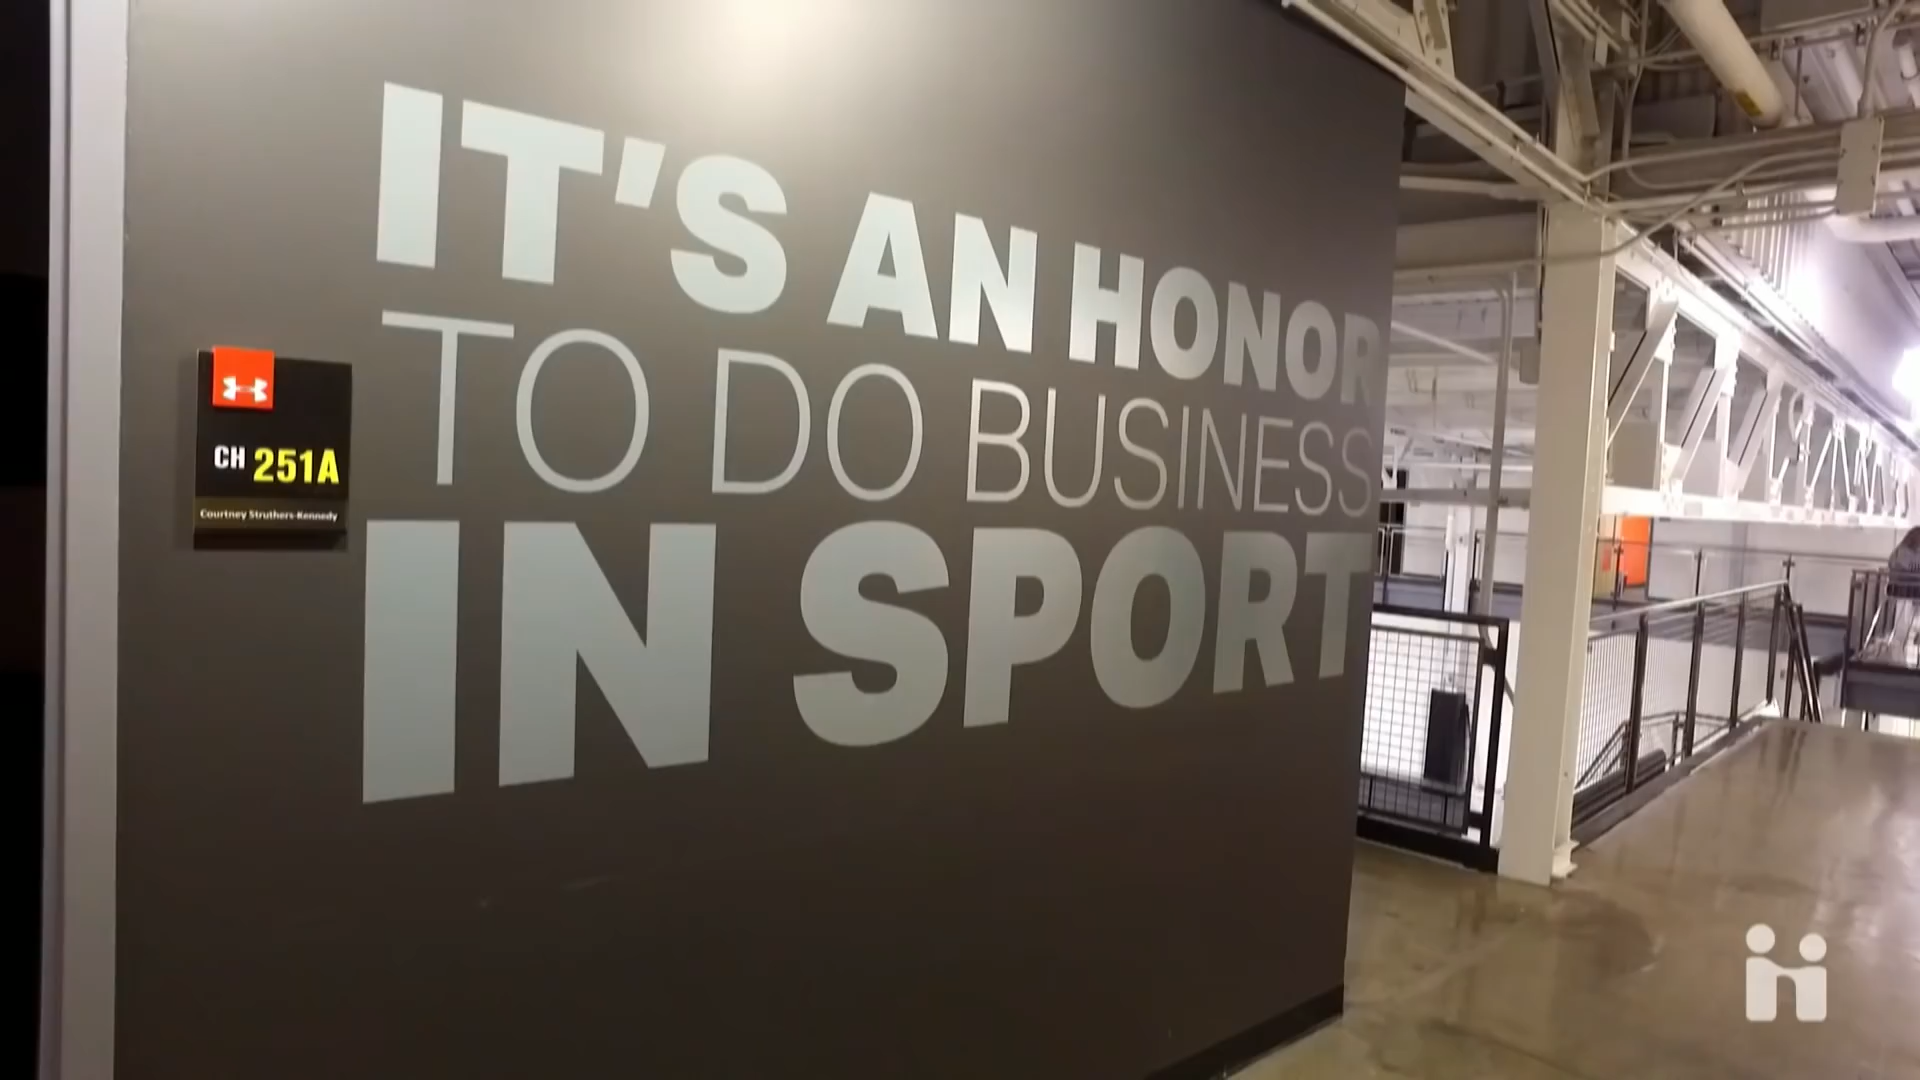 IT'S AN HONOR
TO DO BUSINESS
IN SPORT
CH 251A
Courtney Struthers-Kennedy